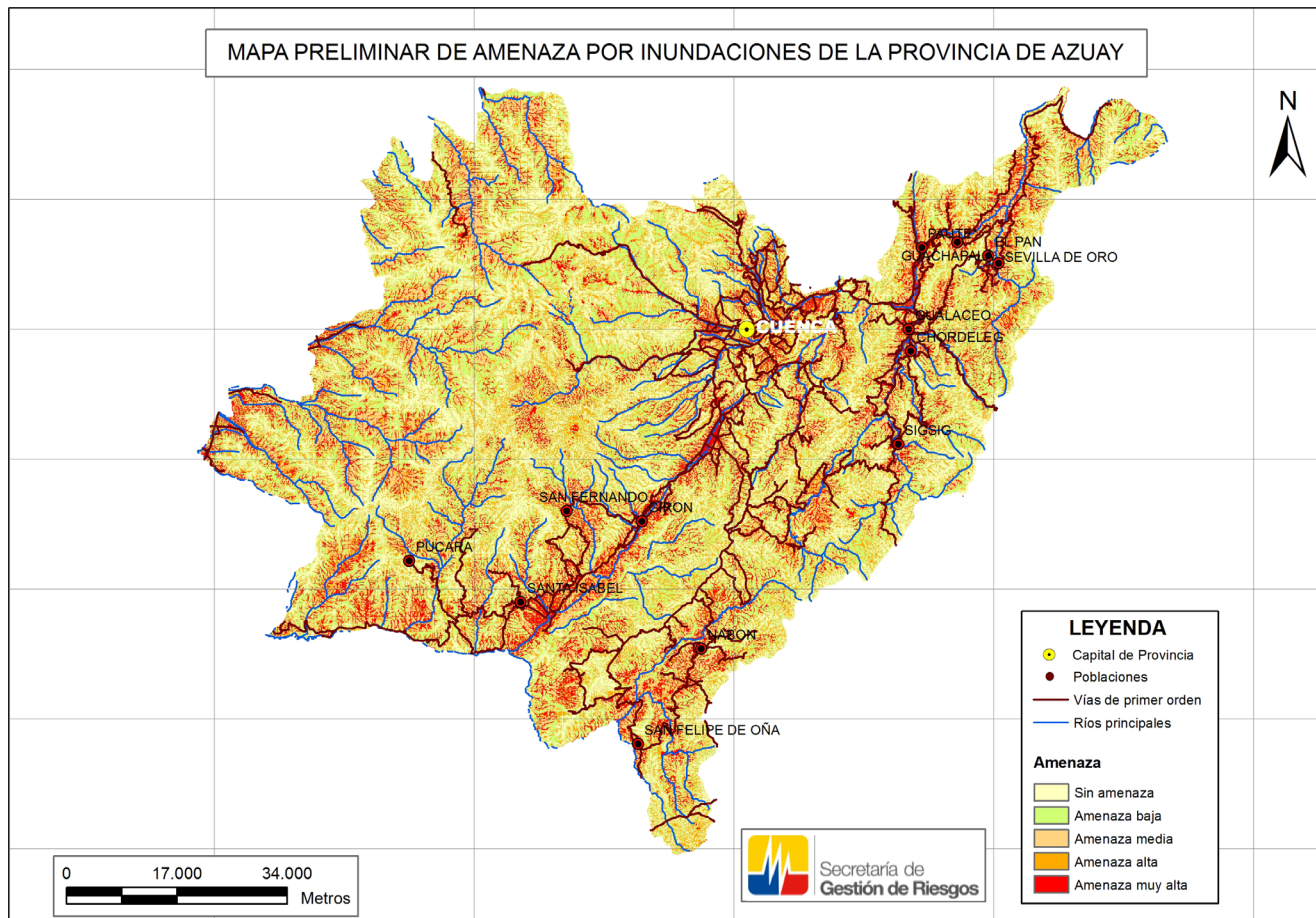 MAPA PRELIMINAR DE AMENAZA POR INUNDACIONES DE LA PROVINCIA DE AZUAY
N
PAUTE
EL PAN
GUACHAPALA
SEVILLA DE ORO
CUENCA
GUALACEO
CHORDELEG
SIGSIG
SAN FERNANDO
GIRON
PUCARA
SANTA ISABEL
NABON
SAN FELIPE DE OÑA
LEYENDA
Capital de Provincia
Poblaciones
Vías de primer orden
Ríos principales
Amenaza
Sin amenaza
Amenaza baja
Amenaza media
Amenaza alta
Amenaza muy alta
0 17.000 34.000
Metros
Secretaría de
Gestión de Riesgos